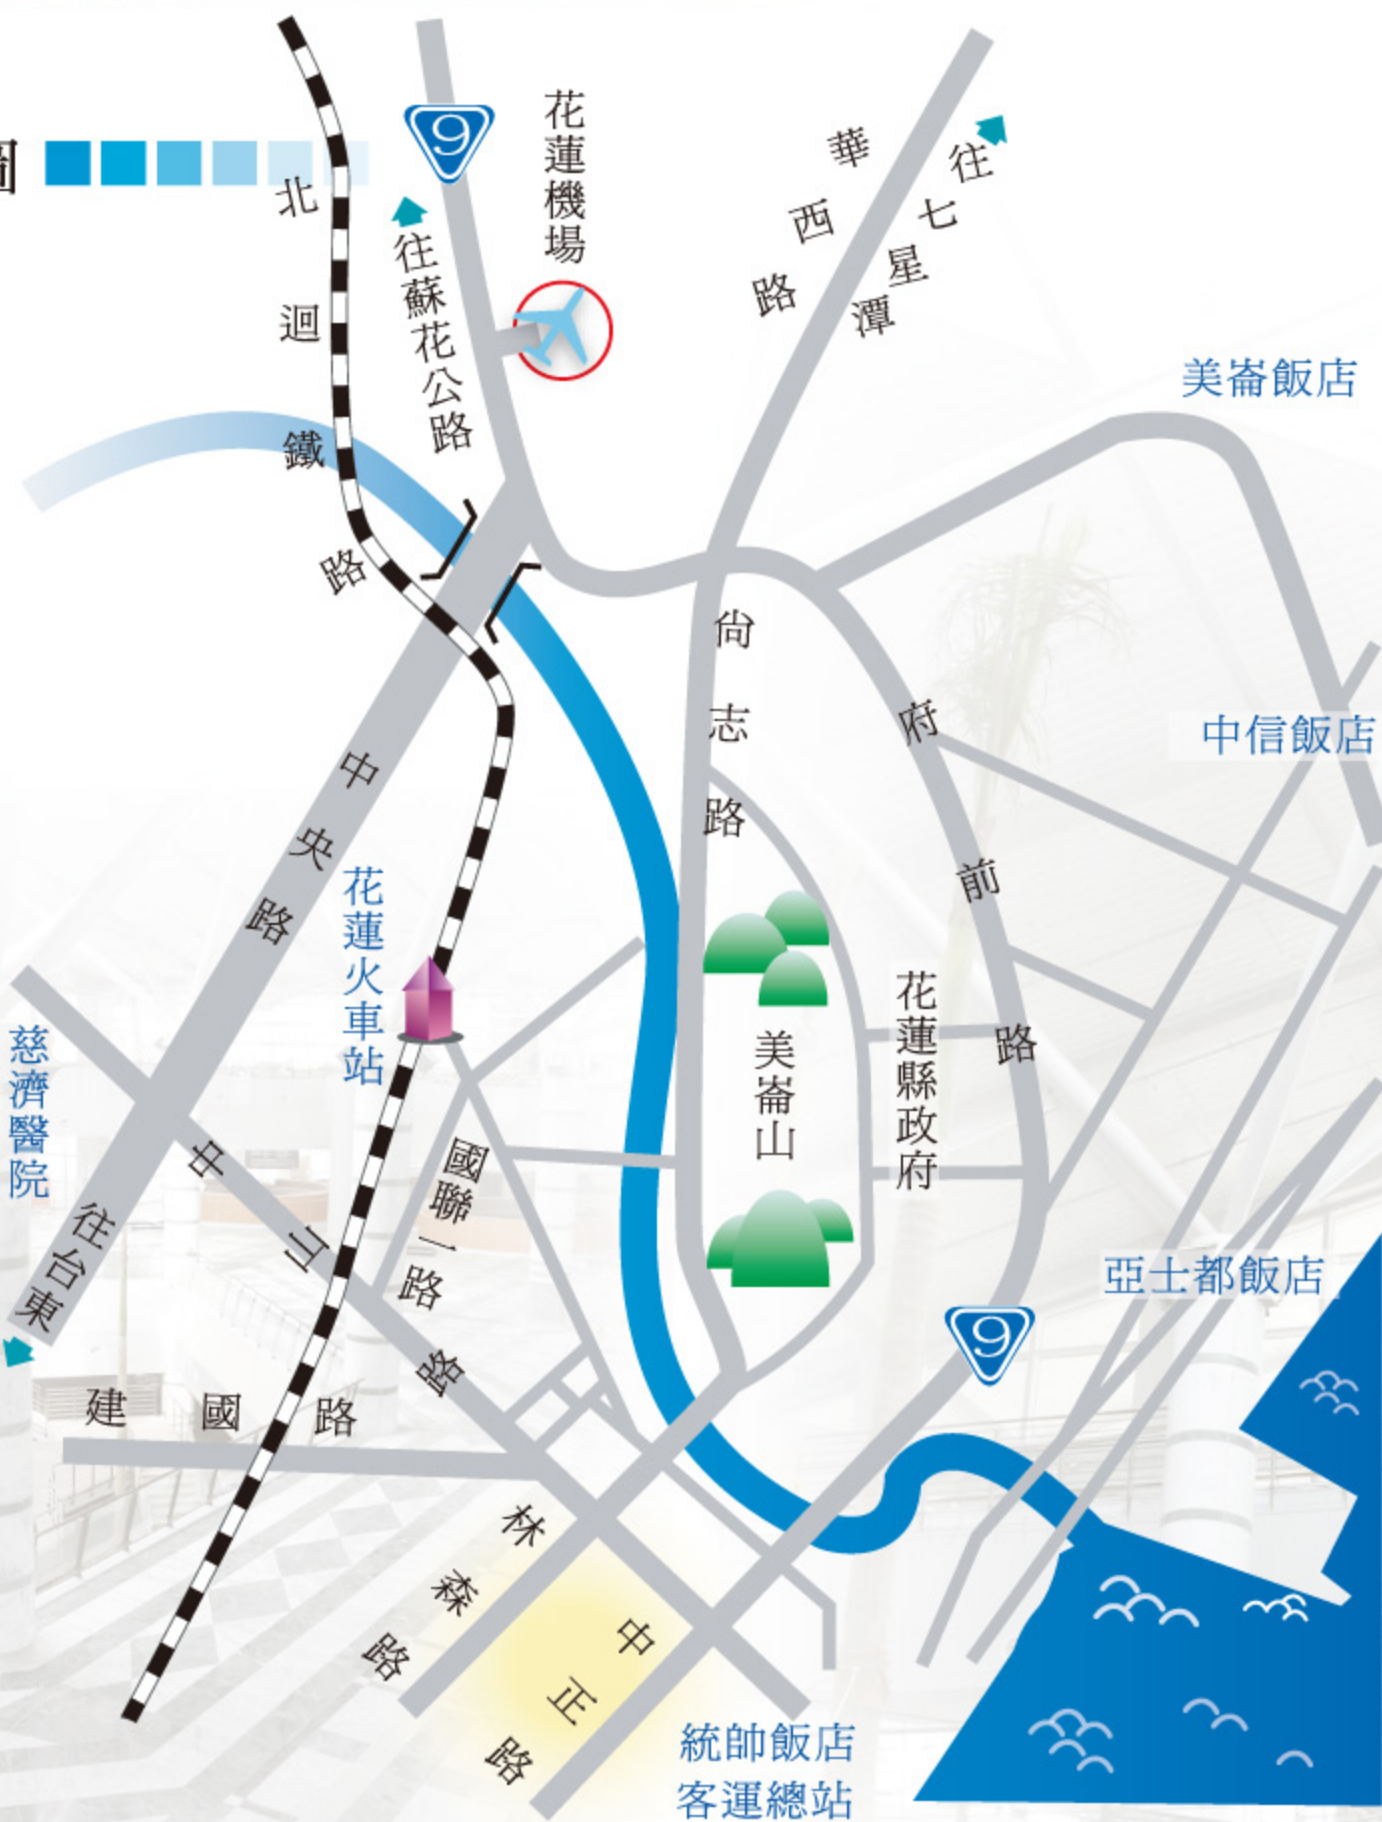 圖
9
花蓮機場
北迴鐵路
往蘇花公路
華西路
往七星潭
美崙飯店
尚志路
府前路
中信飯店
中央路
花蓮火車站
慈濟醫院
美崙山
花蓮縣政府
中山路
國聯一路
往台東
亞士都飯店
9
建國路
林森路
中正路
統帥飯店
客運總站